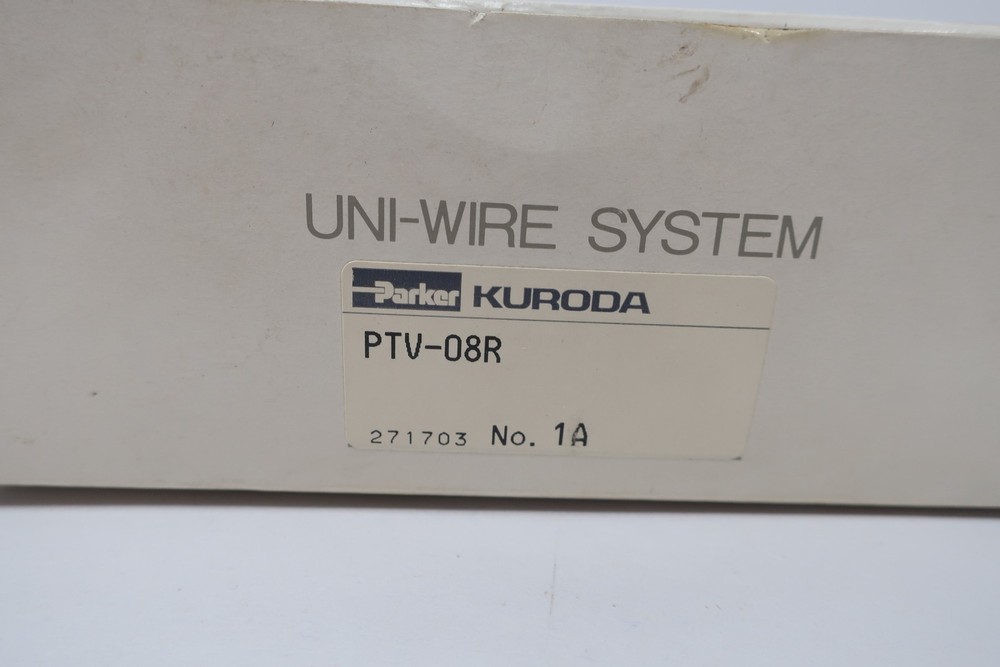 UNI-WIRE SYSTEM
Parker KURODA
PTV-08R
271703 No. 1A